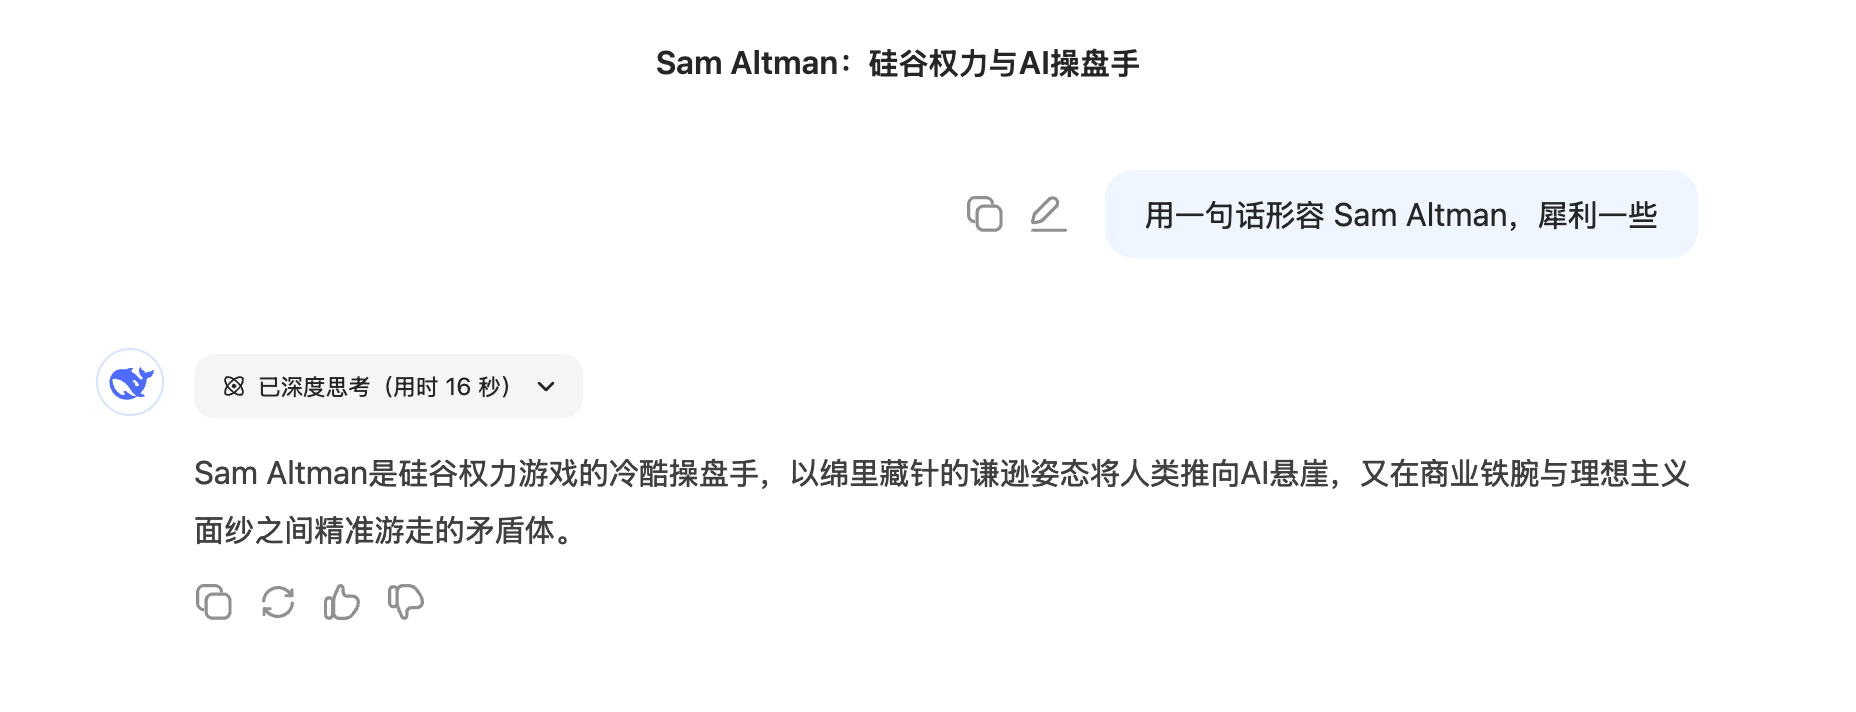 Sam Altman：硅谷权力与AI操盘手
用一句话形容 Sam Altman，犀利一些
已深度思考（用时 16 秒）
Sam Altman是硅谷权力游戏的冷酷操盘手，以绵里藏针的谦逊姿态将人类推向AI悬崖，又在商业铁腕与理想主义
面纱之间精准游走的矛盾体。